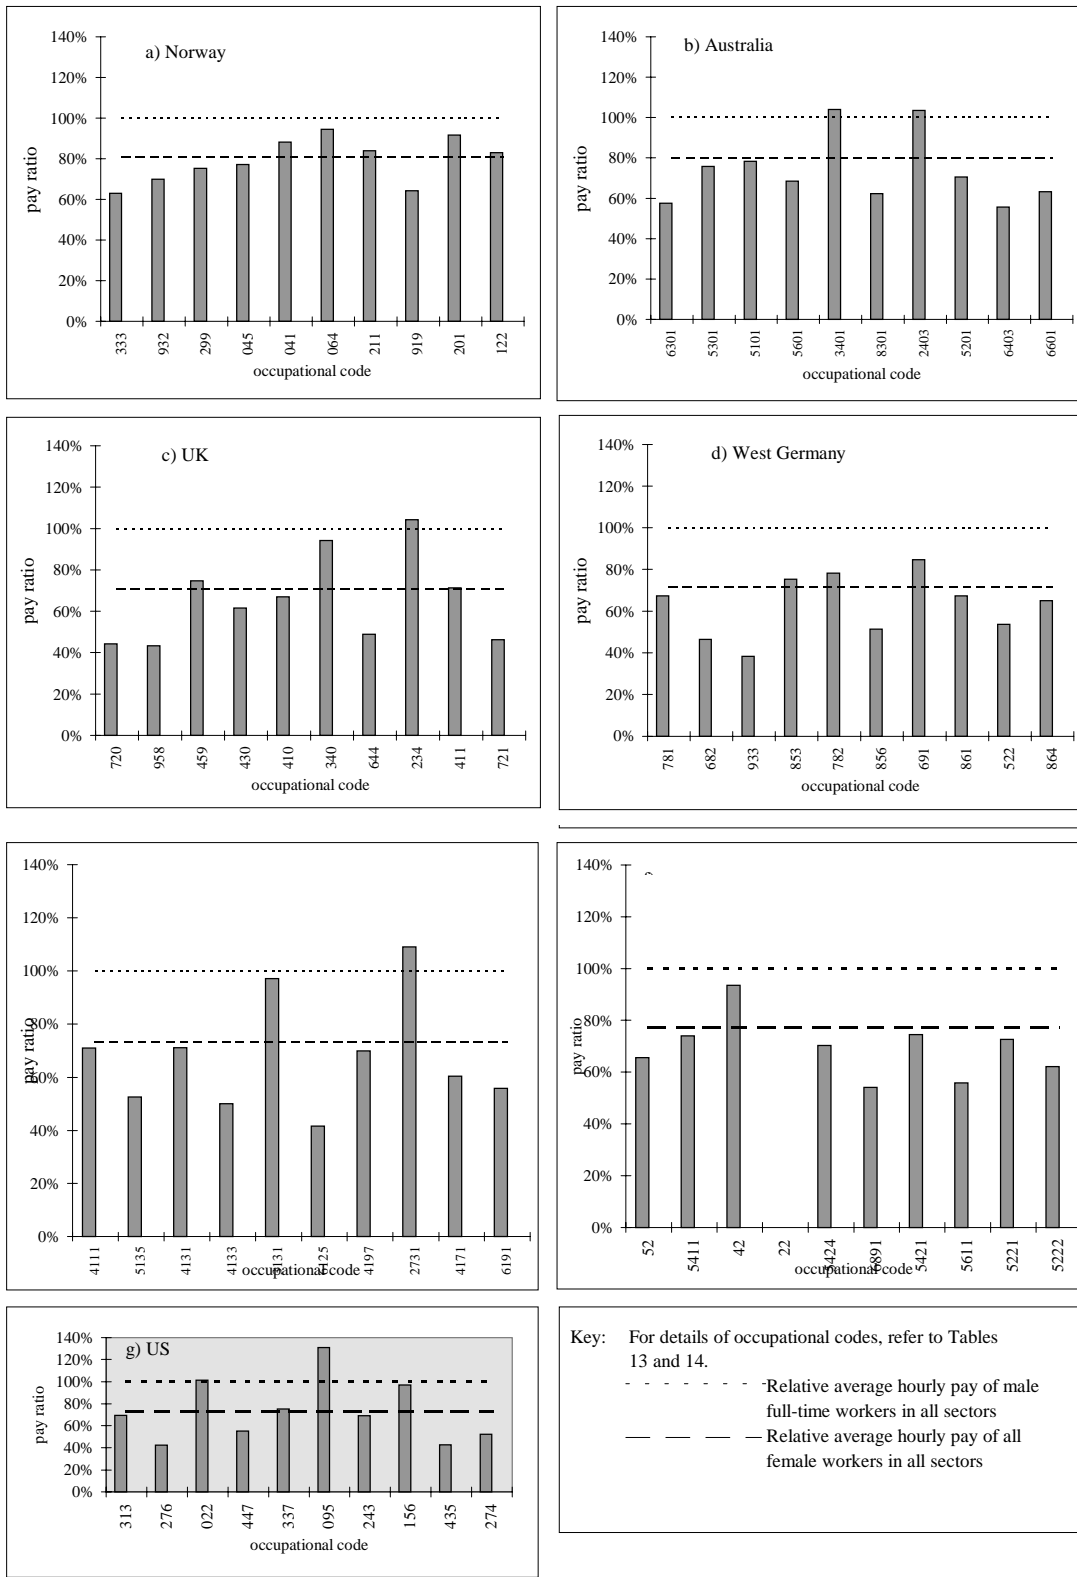 a) Norway
140%
120%
100%
80%
60%
40%
20%
0%
pay ratio
333 932 299 045 041 064 211 919 201 122
occupational code
b) Australia
140%
120%
100%
80%
60%
40%
20%
0%
pay ratio
6301 5301 5101 5601 3401 8301 2403 5201 6403 6601
occupational code
c) UK
140%
120%
100%
80%
60%
40%
20%
0%
pay ratio
720 958 459 430 410 340 644 234 411 721
occupational code
d) West Germany
140%
120%
100%
80%
60%
40%
20%
0%
pay ratio
781 682 933 853 782 856 691 861 522 864
occupational code
140%
120%
100%
80%
60%
40%
20%
0%
pay ratio
4111 5135 4131 4133 4197 2731 4171 6191
occupational code
140%
120%
100%
80%
60%
40%
20%
0%
pay ratio
52 5411 42 22 5424 6891 5421 5611 5221 5222
occupational code
g) US
140%
120%
100%
80%
60%
40%
20%
0%
pay ratio
313 276 022 447 337 095 243 156 435 274
occupational code
Key: For details of occupational codes, refer to Tables
13 and 14.
Relative average hourly pay of male
full-time workers in all sectors
Relative average hourly pay of all
female workers in all sectors